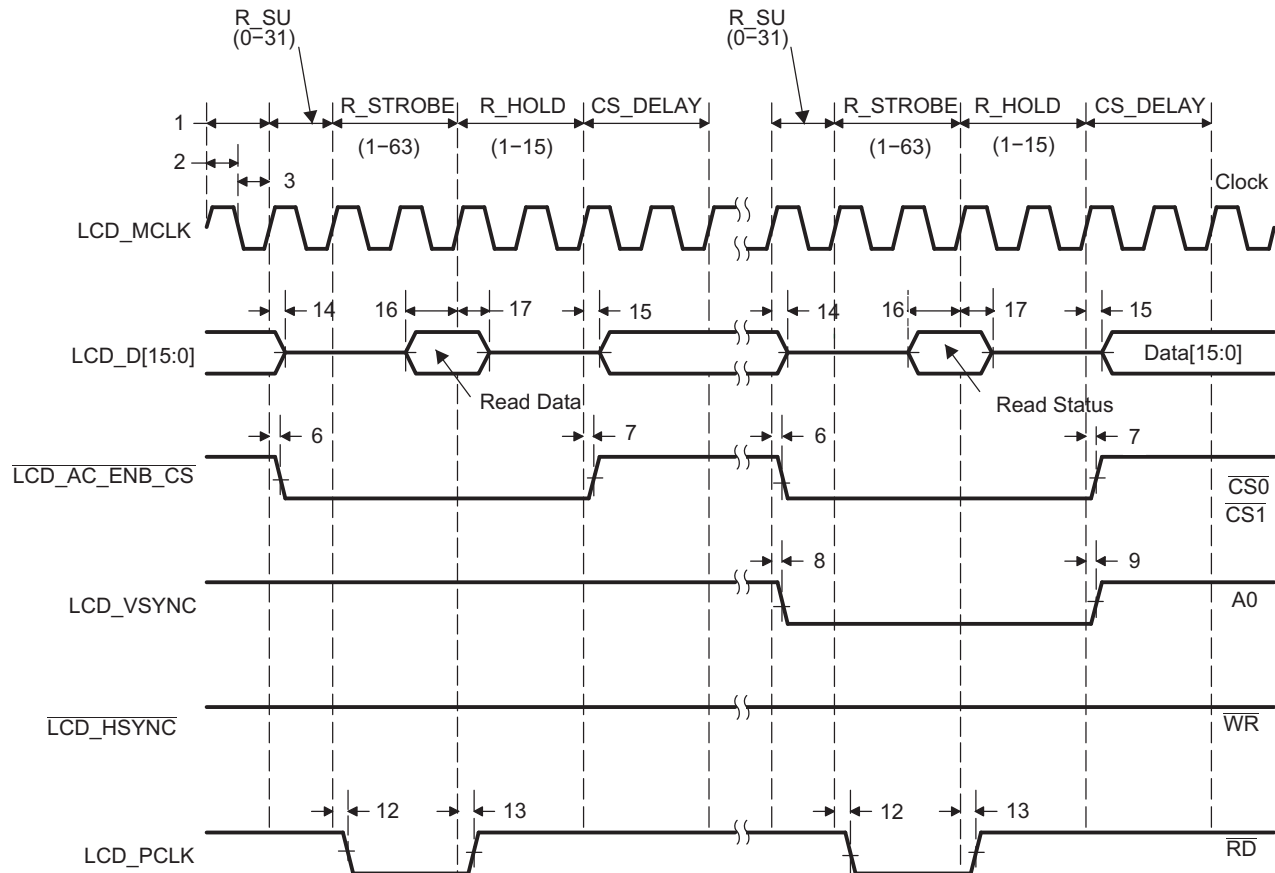 R_SU
(0−31)
R_SU
(0−31)
R_STROBE R_HOLD CS_DELAY R_STROBE R_HOLD CS_DELAY
1
(1−63) (1−15) (1−63) (1−15)
2
3 Clock
LCD_MCLK
14 16 17 15 14 16 17 15
LCD_D[15:0] Data[15:0]
Read Data Read Status
6 7 6 7
LCD_AC_ENB_CS CS0
CS1
8 9
LCD_VSYNC A0
LCD_HSYNC WR
12 13 12 13
LCD_PCLK RD